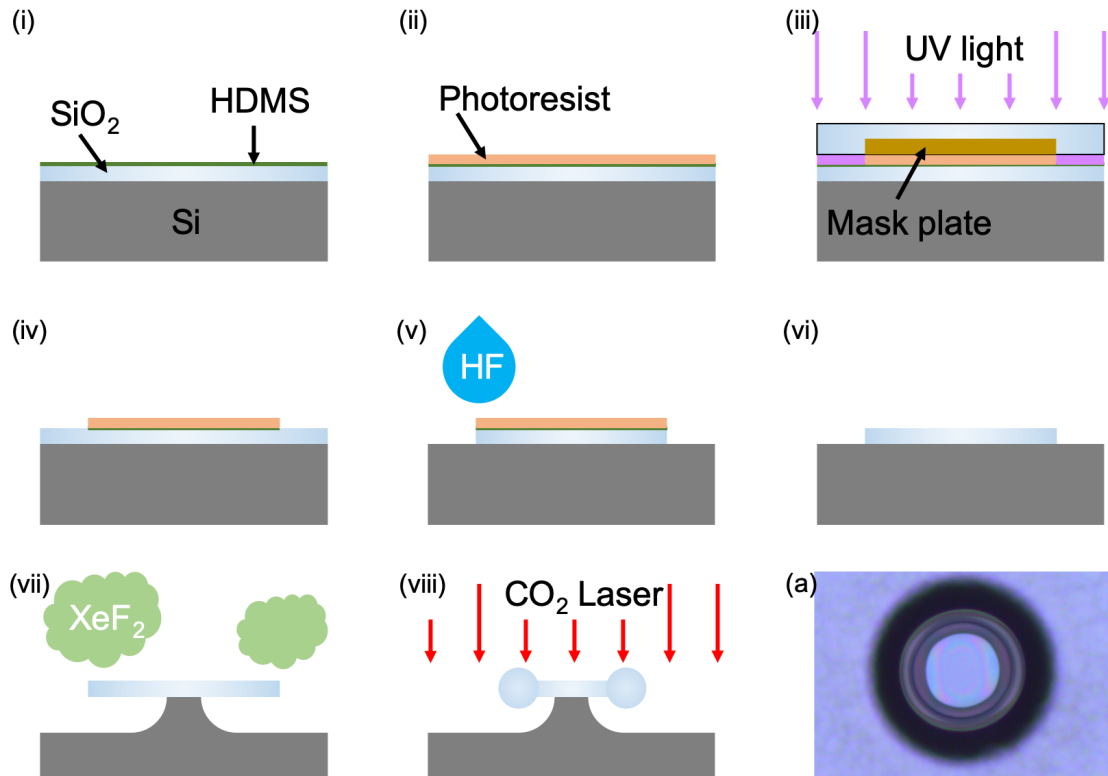 (i)
SiO₂
HDMS
Si
(ii)
Photoresist
(iii)
UV light
Mask plate
(iv)
(v)
HF
(vi)
(vii)
XeF₂
(viii)
CO₂ Laser
(a)